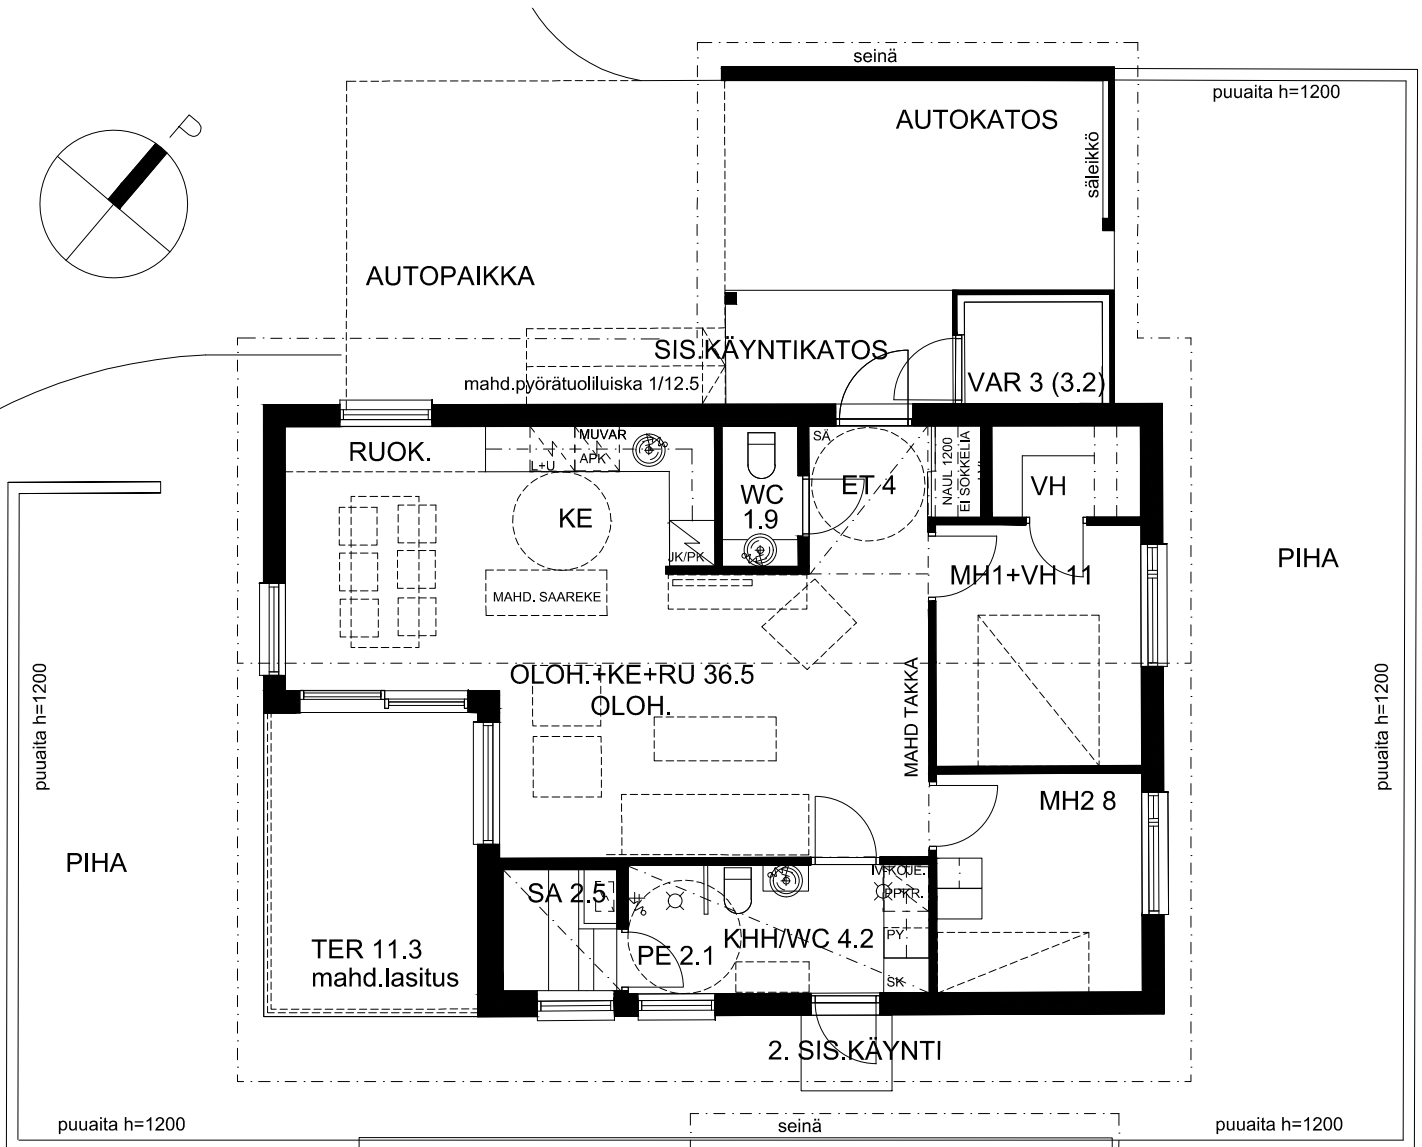 seinä
puuaita h=1200
AUTOKATOS
säleikkö
P
AUTOPAIKKA
SIS.KÄYNTIKATOS
mahd.pyörätuoliluiska 1/12.5
VAR 3 (3.2)
RUOK.
MUVAR
APK
L+U
SÄ
NAUL 1200
EI SOKKELIA
VH
WC
1.9
ET 4
KE
JK/PK
MAHD. SAAREKE
MH1+VH 11
PIHA
OLOH.+KE+RU 36.5
OLOH.
MAHD TAKKA
puuaita h=1200
puuaita h=1200
MH2 8
PIHA
SA 2.5
IV-KOJE.
PPKR.
PY
SK
KHH/WC 4.2
PE 2.1
TER 11.3
mahd.lasitus
2. SIS.KÄYNTI
puuaita h=1200
seinä
puuaita h=1200